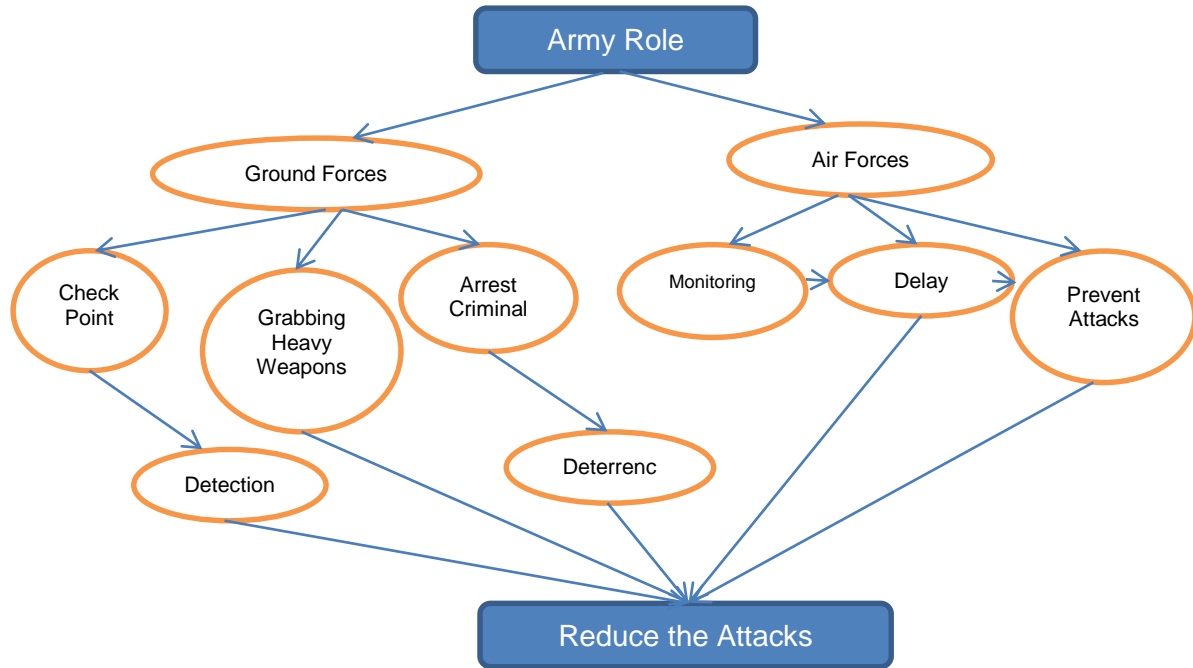 Army Role
Ground Forces
Air Forces
Check
Point
Grabbing
Heavy
Weapons
Arrest
Criminal
Monitoring
Delay
Prevent
Attacks
Detection
Deterrenc
Reduce the Attacks